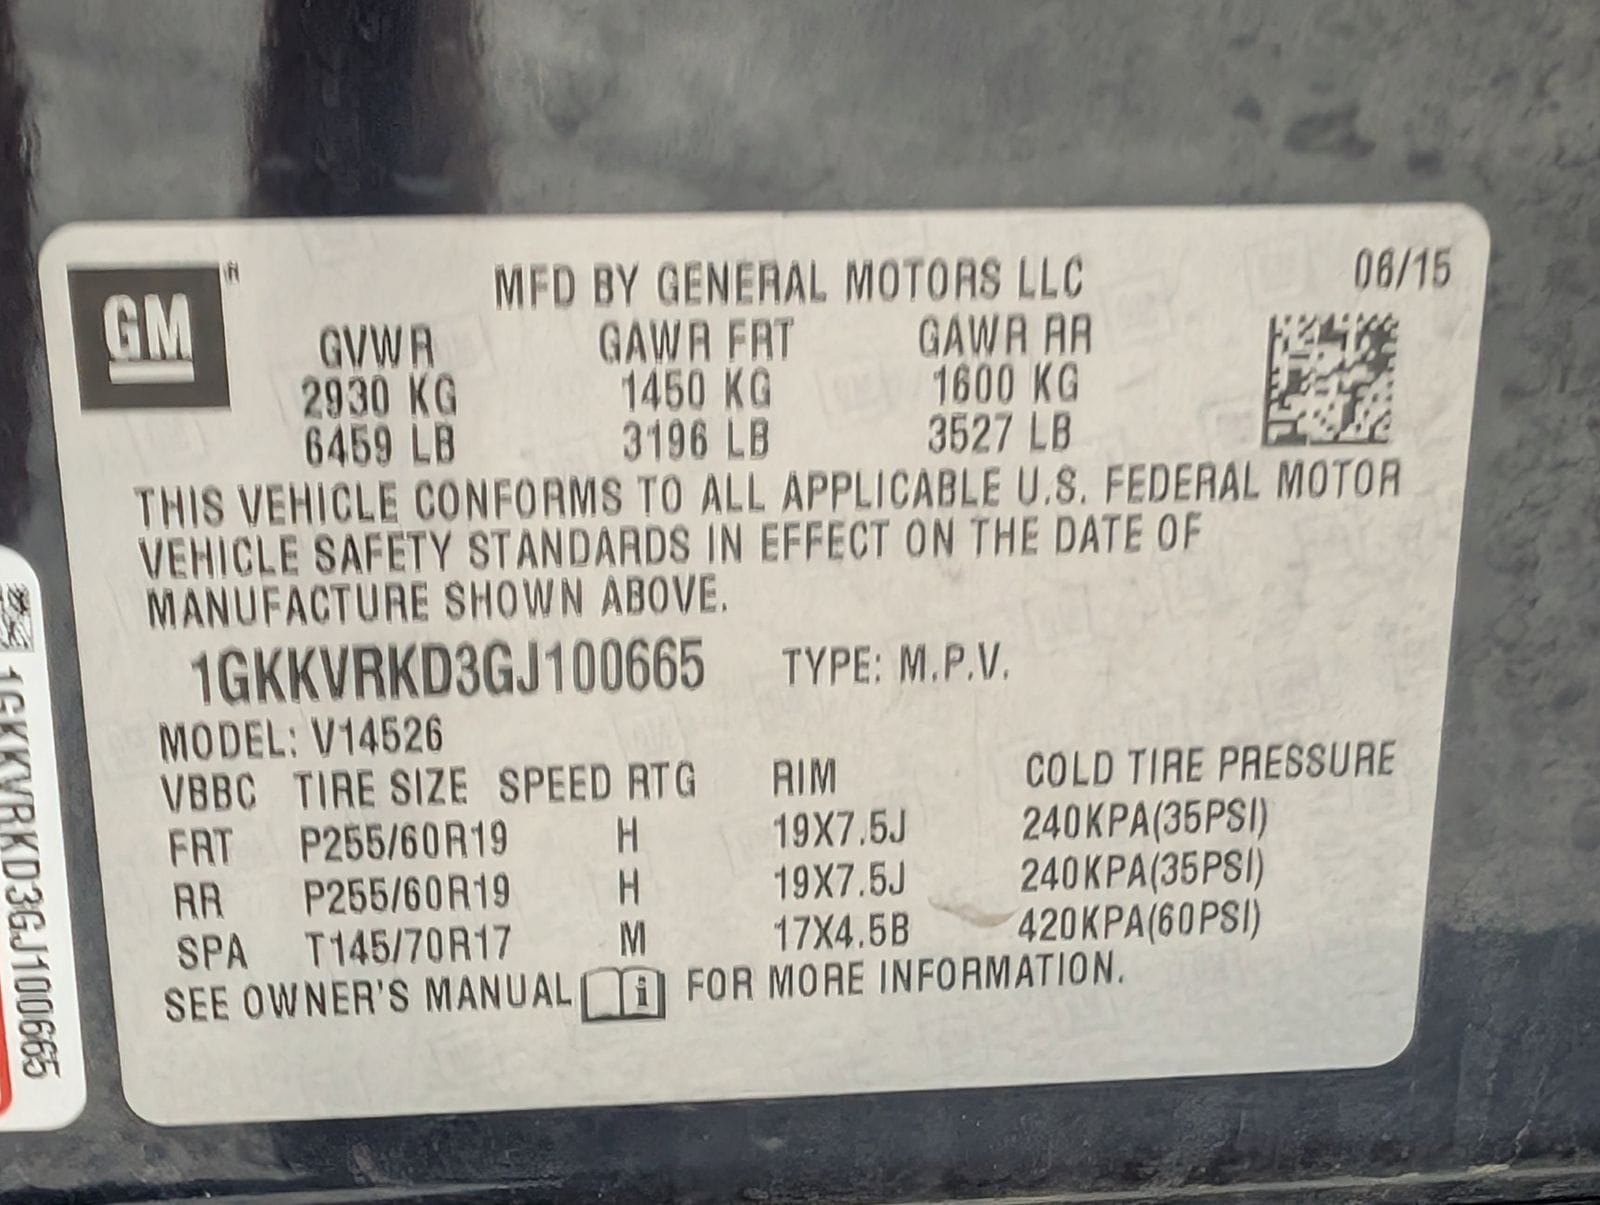 GM
MFD BY GENERAL MOTORS LLC 06/15
GVWR GAWR FRT GAWR RR
2930 KG 1450 KG 1600 KG
6459 LB 3196 LB 3527 LB
THIS VEHICLE CONFORMS TO ALL APPLICABLE U.S. FEDERAL MOTOR
VEHICLE SAFETY STANDARDS IN EFFECT ON THE DATE OF
MANUFACTURE SHOWN ABOVE.
1GKKVRKD3GJ100665 TYPE: M.P.V.
MODEL: V14526
VBBC TIRE SIZE SPEED RTG RIM COLD TIRE PRESSURE
FRT P255/60R19 H 19X7.5J 240KPA(35PSI)
RR P255/60R19 H 19X7.5J 240KPA(35PSI)
SPA T145/70R17 M 17X4.5B 420KPA(60PSI)
SEE OWNER'S MANUAL i FOR MORE INFORMATION.
1GKKVRKD3GJ100665